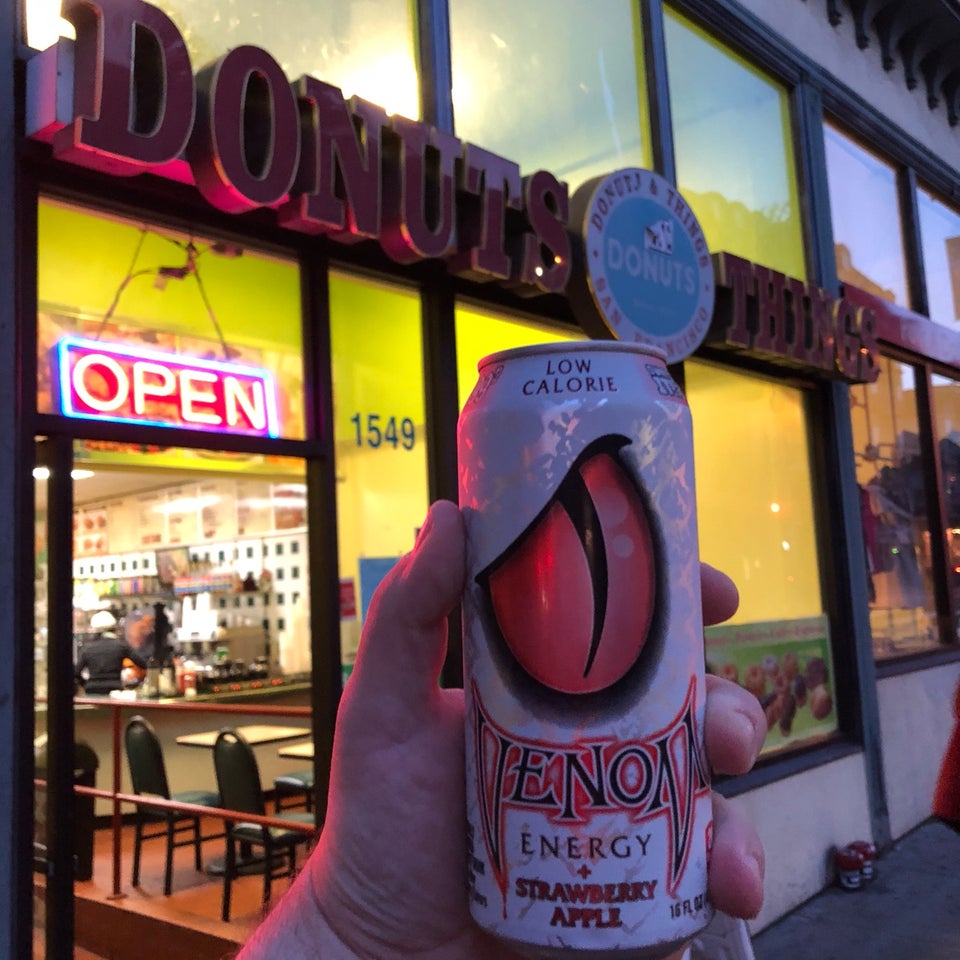 DONUTS
THINGS
DONUTS & THINGS
DONUTS
SAN FRANCISCO
OPEN
1549
LOW
CALORIE
VENOM
ENERGY
+
STRAWBERRY
APPLE
16 FL OZ